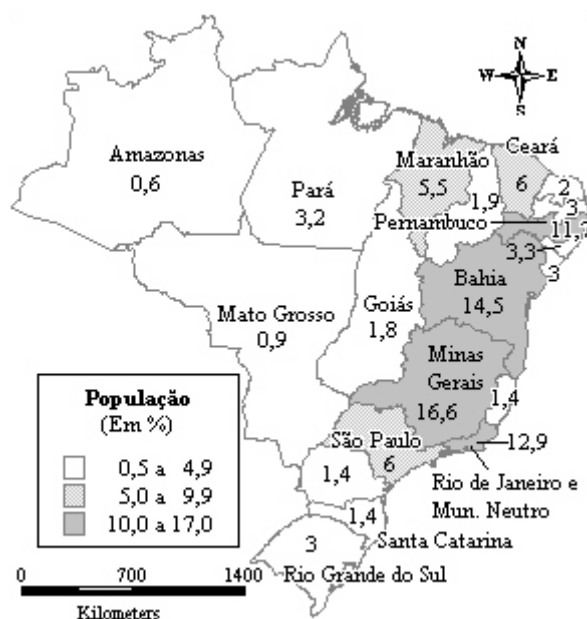 N
W E
S
Amazonas
0,6
Pará
3,2
Maranhão
5,5
Ceará
6
1,9
2
3
Pernambuco
11,7
3,3
3
Bahia
14,5
Mato Grosso
0,9
Goiás
1,8
Minas
Gerais
16,6
1,4
12,9
Rio de Janeiro e
Mun. Neutro
São Paulo
6
1,4
1,4
Santa Catarina
3
Rio Grande do Sul
População
(Em %)
0,5 a 4,9
5,0 a 9,9
10,0 a 17,0
0 700 1400
Kilometers